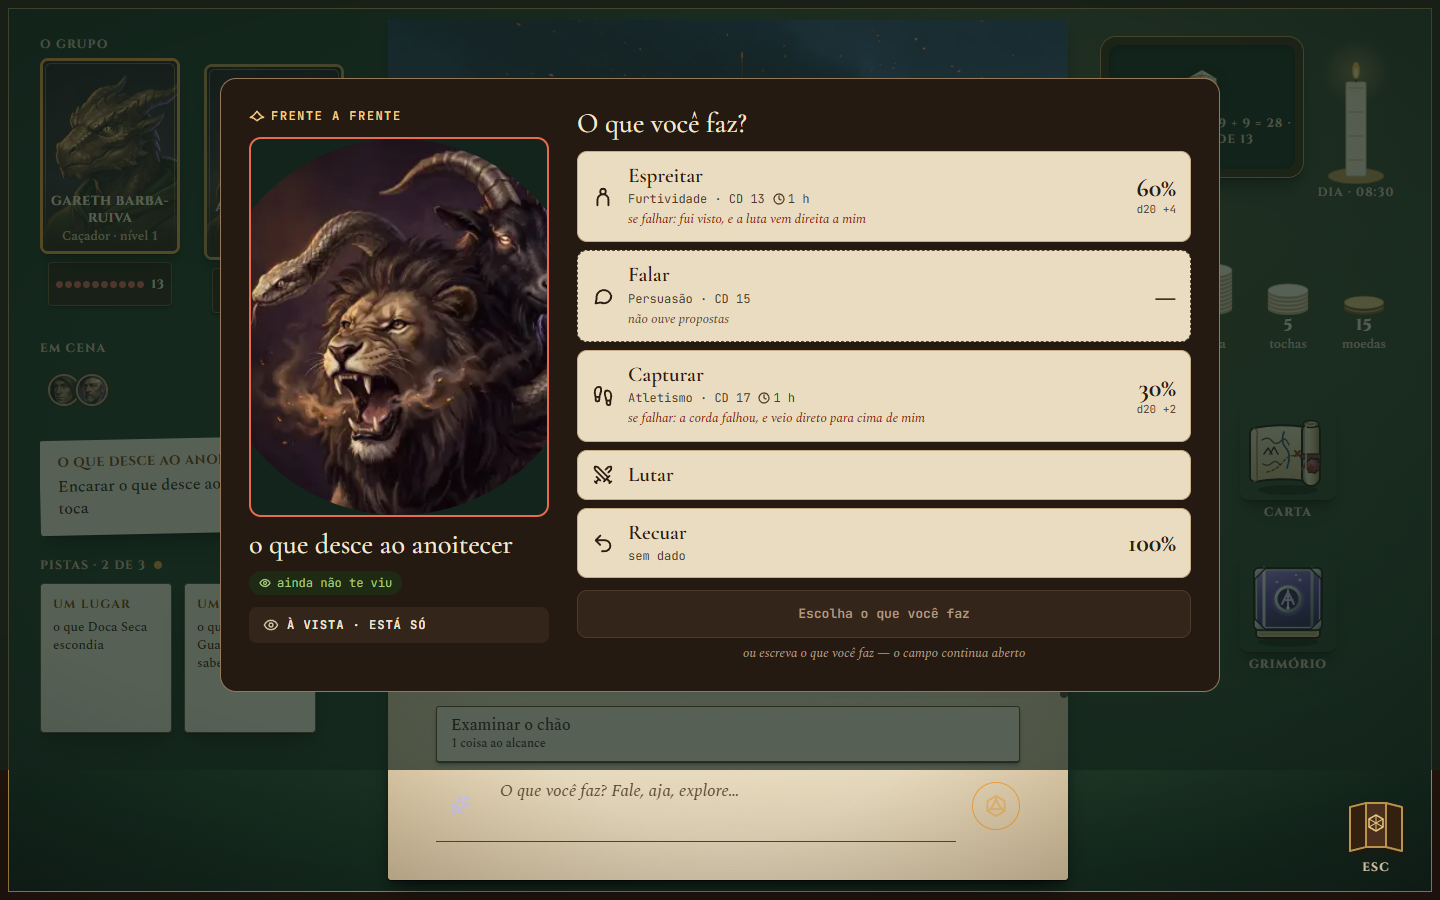 O GRUPO
GARETH BARBA-
RUIVA
Caçador · nível 1
13
EM CENA
O QUE DESCE AO
Encarar o que desce ao
toca
PISTAS · 2 DE 3
UM LUGAR
o que Doca Seca
escondia
FRENTE A FRENTE
o que desce ao anoitecer
ainda não te viu
À VISTA · ESTÁ SÓ
O que você faz?
Espreitar
Furtividade · CD 13 1 h
se falhar: fui visto, e a luta vem direita a mim
60%
d20 +4
Falar
Persuasão · CD 15
não ouve propostas
—
Capturar
Atletismo · CD 17 1 h
se falhar: a corda falhou, e veio direto para cima de mim
30%
d20 +2
Lutar
Recuar
sem dado
100%
Escolha o que você faz
ou escreva o que você faz — o campo continua aberto
Examinar o chão
1 coisa ao alcance
O que você faz? Fale, aja, explore...
9 + 9 = 28 ·
DE 13
DIA · 08:30
5
tochas
15
moedas
CARTA
GRIMÓRIO
ESC